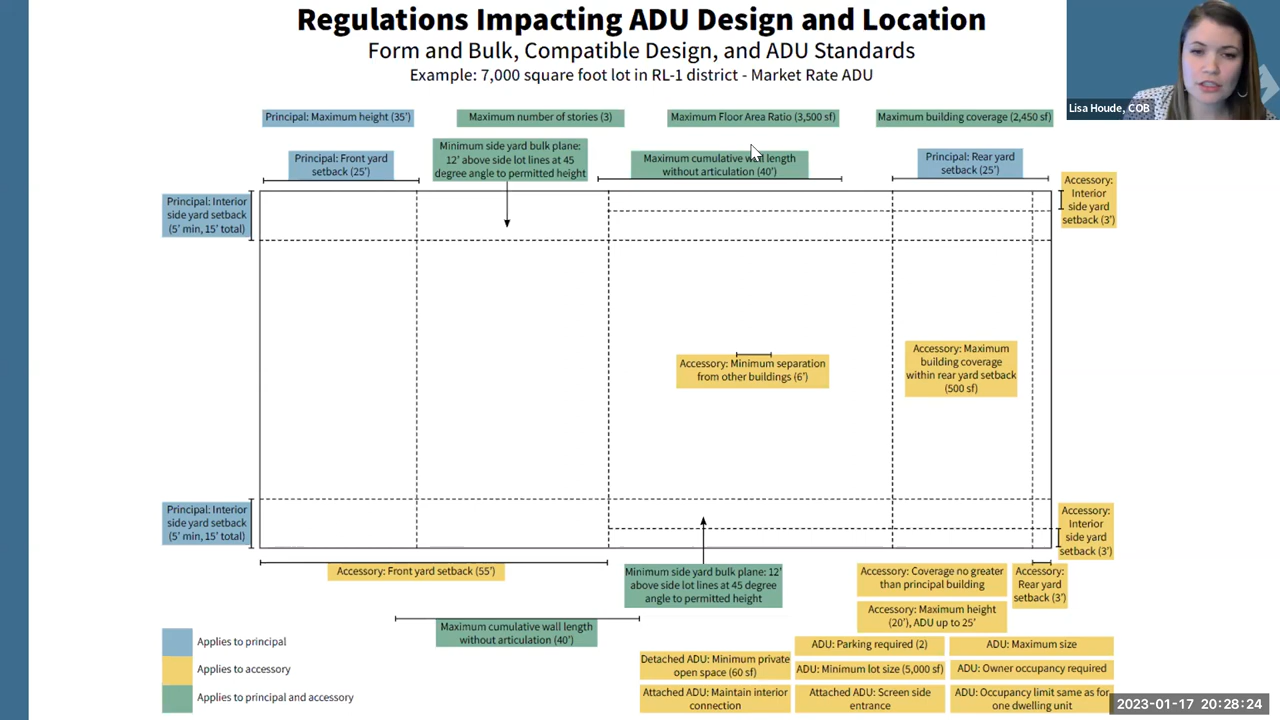 Regulations Impacting ADU Design and Location
Form and Bulk, Compatible Design, and ADU Standards
Example: 7,000 square foot lot in RL-1 district - Market Rate ADU
Lisa Houde, COB
Principal: Maximum height (35')
Maximum number of stories (3)
Maximum Floor Area Ratio (3,500 sf)
Maximum building coverage (2,450 sf)
Principal: Front yard
setback (25')
Minimum side yard bulk plane:
12' above side lot lines at 45
degree angle to permitted height
Maximum cumulative wall length
without articulation (40')
Principal: Rear yard
setback (25')
Accessory:
Interior
side yard
setback (3')
Principal: Interior
side yard setback
(5' min, 15' total)
Accessory: Minimum separation
from other buildings (6')
Accessory: Maximum
building coverage
within rear yard setback
(500 sf)
Principal: Interior
side yard setback
(5' min, 15' total)
Accessory:
Interior
side yard
setback (3')
Accessory: Front yard setback (55')
Minimum side yard bulk plane: 12'
above side lot lines at 45 degree
angle to permitted height
Accessory: Coverage no greater
than principal building
Accessory:
Rear yard
setback (3')
Accessory: Maximum height
(20'), ADU up to 25'
Maximum cumulative wall length
without articulation (40')
Applies to principal
Applies to accessory
Applies to principal and accessory
ADU: Parking required (2)
ADU: Maximum size
Detached ADU: Minimum private
open space (60 sf)
ADU: Minimum lot size (5,000 sf)
ADU: Owner occupancy required
Attached ADU: Maintain interior
connection
Attached ADU: Screen side
entrance
ADU: Occupancy limit same as for
one dwelling unit
2023-01-17 20:28:24